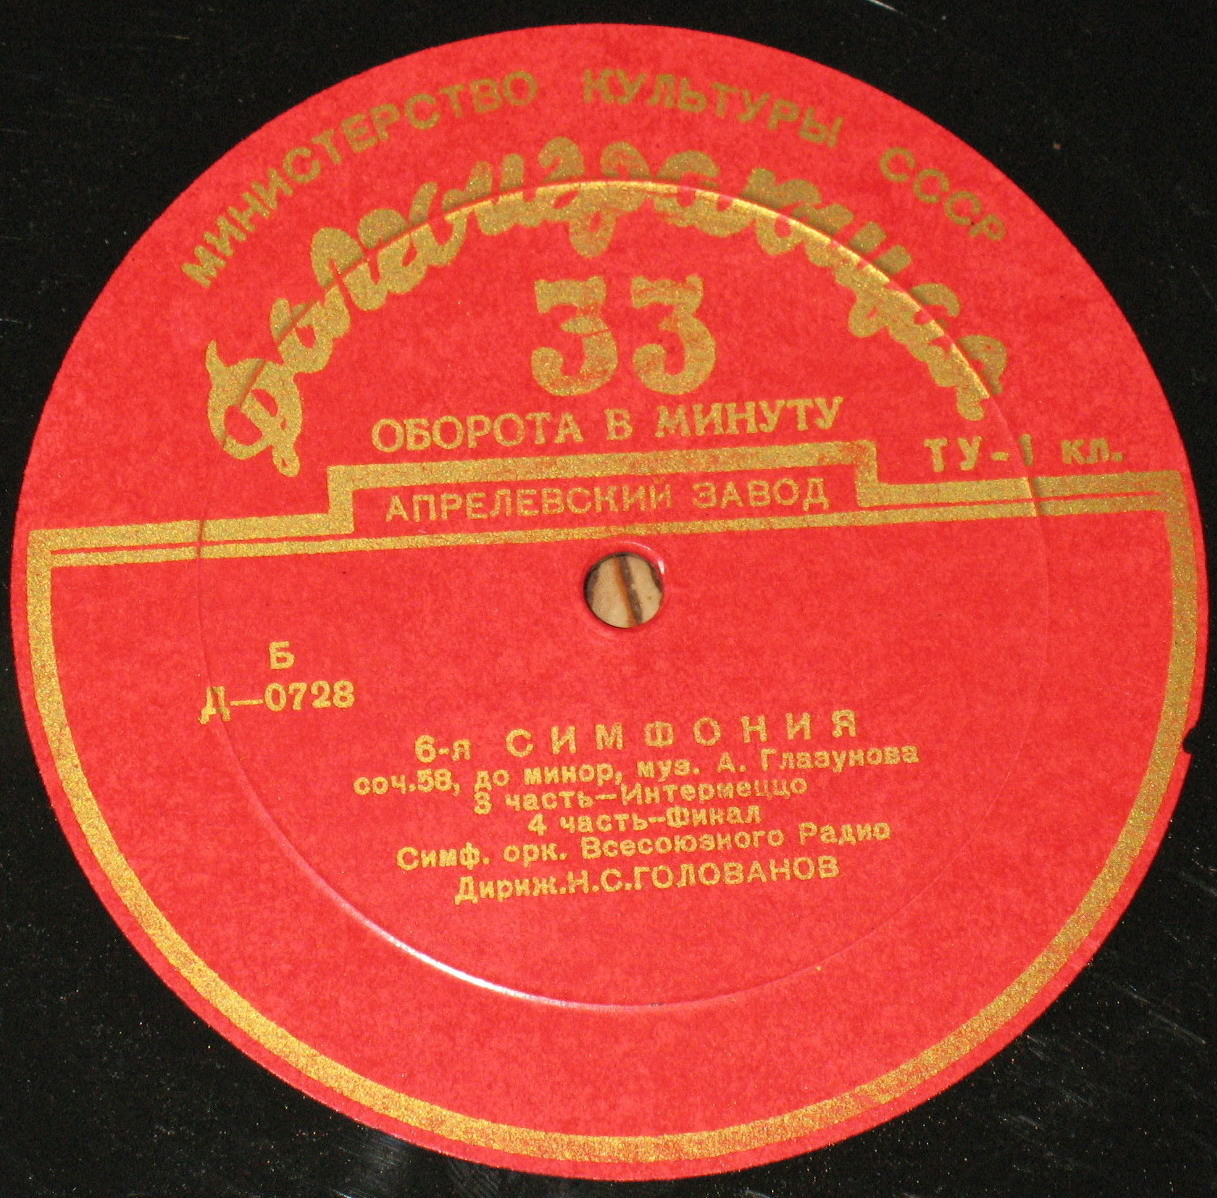 МИНИСТЕРСТВО КУЛЬТУРЫ СССР
Долгоиграющая
33
ОБОРОТА В МИНУТУ
ТУ-1 кл.
АПРЕЛЕВСКИЙ ЗАВОД
Б
Д—0728
6-я СИМФОНИЯ
соч.58, до минор, муз. А. Глазунова
3 часть—Интермеццо
4 часть—Финал
Симф. орк. Всесоюзного Радио
Дириж.Н.С.ГОЛОВАНОВ